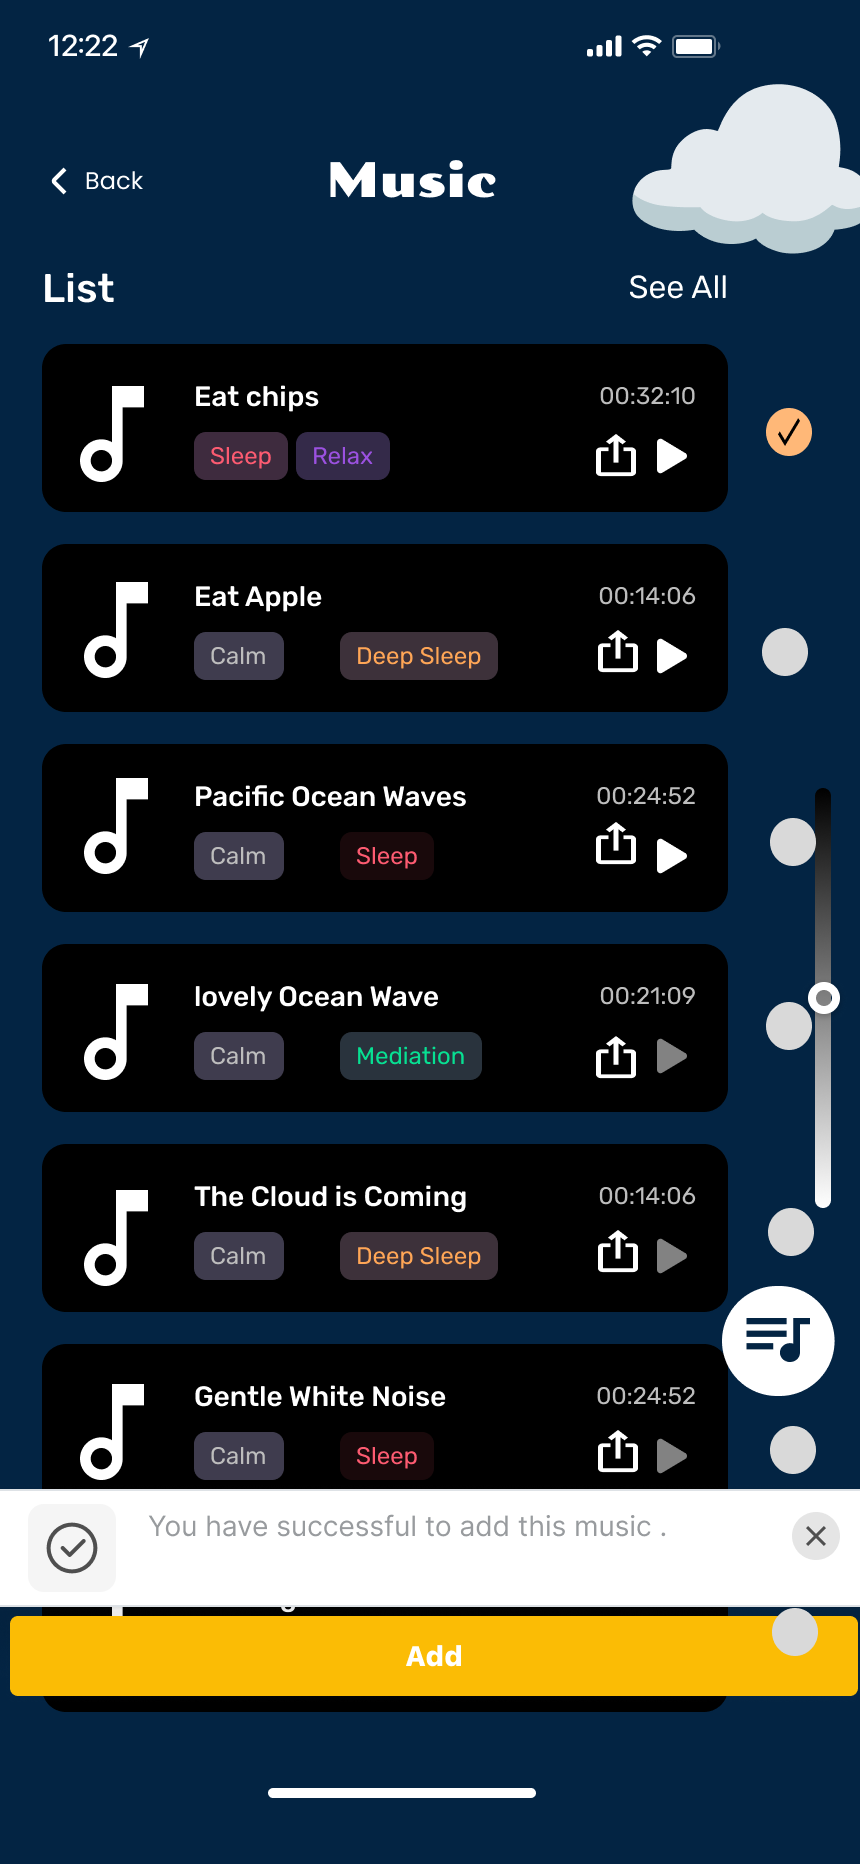 12:22
Back
Music
List
See All
Eat chips
00:32:10
Sleep
Relax
Eat Apple
00:14:06
Calm
Deep Sleep
Pacific Ocean Waves
00:24:52
Calm
Sleep
lovely Ocean Wave
00:21:09
Calm
Mediation
The Cloud is Coming
00:14:06
Calm
Deep Sleep
Gentle White Noise
00:24:52
Calm
Sleep
You have successful to add this music .
Add